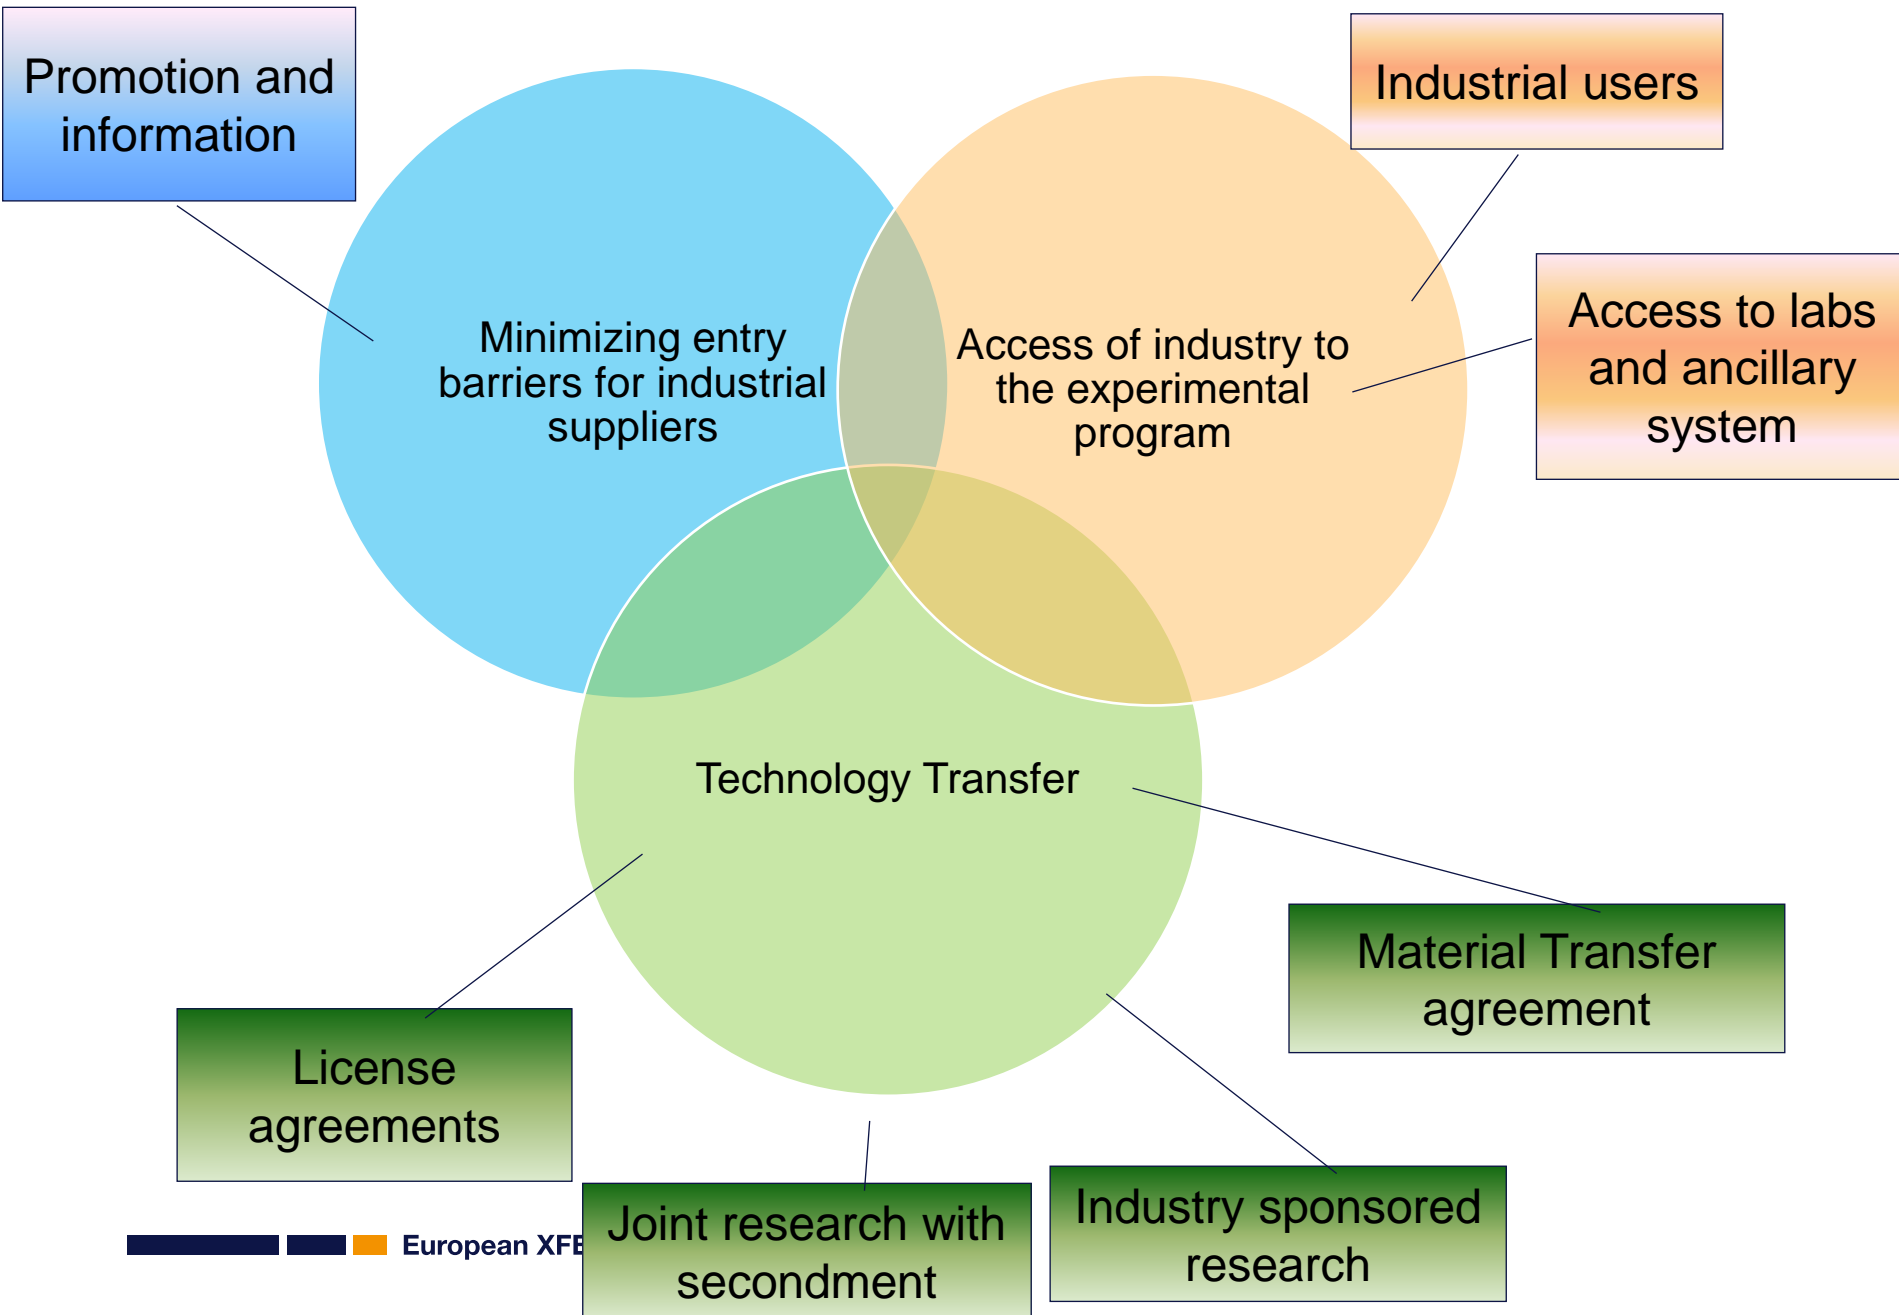 Promotion and
information
Industrial users
Access to labs
and ancillary
system
Minimizing entry
barriers for industrial
suppliers
Access of industry to
the experimental
program
Technology Transfer
Material Transfer
agreement
License
agreements
Joint research with
secondment
Industry sponsored
research
European XFE